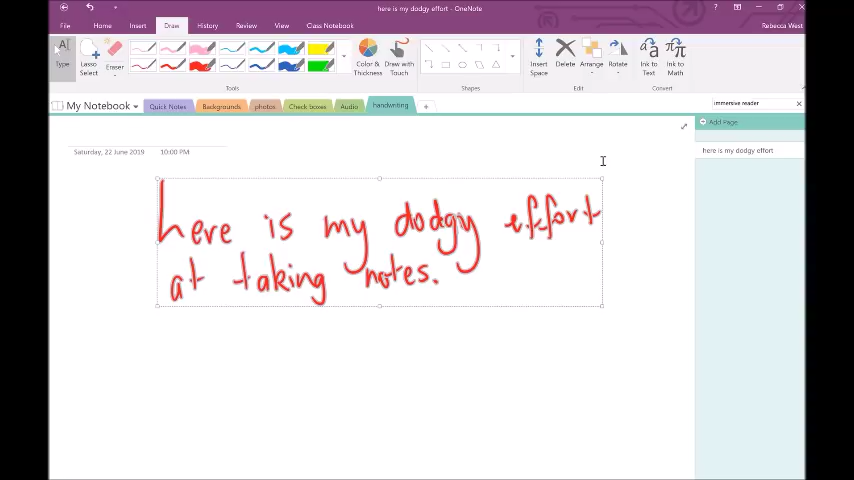 here is my dodgy effort - OneNote
Rebecca West
File Home Insert Draw History Review View Class Notebook
Type
Lasso Select
Eraser
Color & Thickness
Draw with Touch
Insert Space
Delete
Arrange
Rotate
Ink to Text
Ink to Math
Tools
Shapes
Edit
Convert
My Notebook Quick Notes Backgrounds photos Check boxes Audio handwriting
immersive reader
Add Page
here is my dodgy effort
Saturday, 22 June 2019 10:00 PM
here is my dodgy effort
at taking notes.